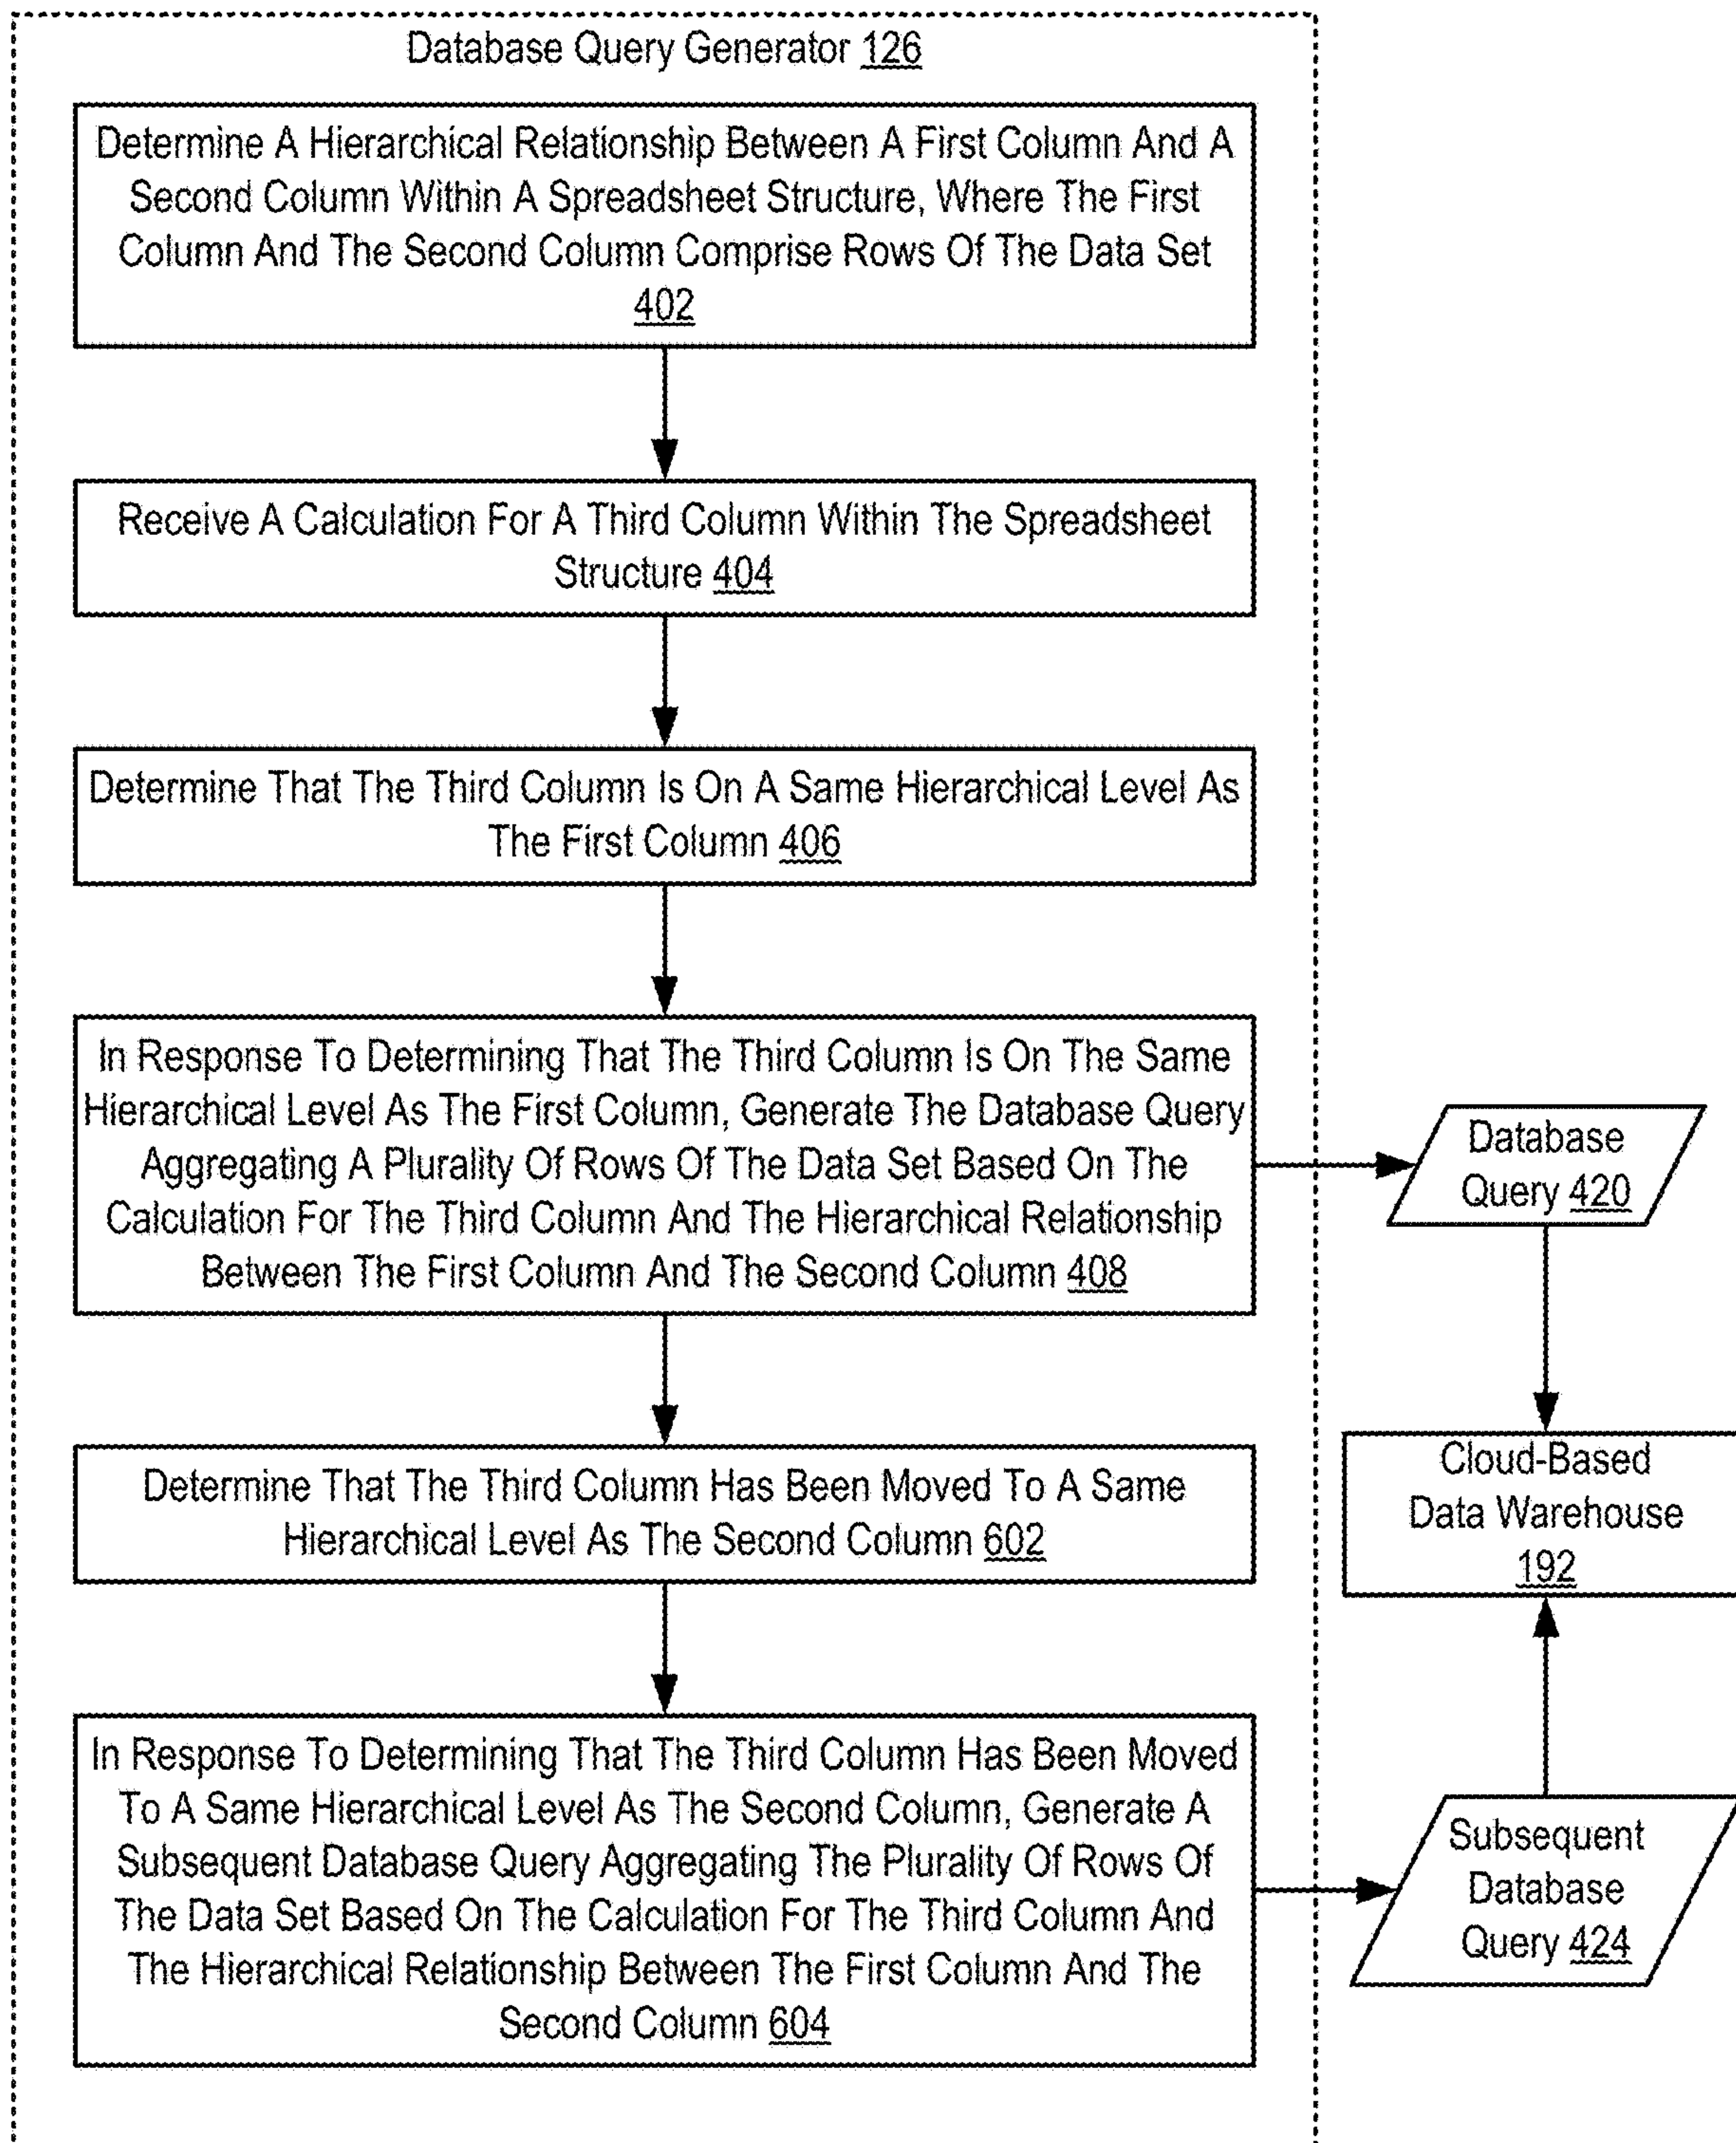 Database Query Generator 126
Determine A Hierarchical Relationship Between A First Column And A
Second Column Within A Spreadsheet Structure, Where The First
Column And The Second Column Comprise Rows Of The Data Set
402
Receive A Calculation For A Third Column Within The Spreadsheet
Structure 404
Determine That The Third Column Is On A Same Hierarchical Level As
The First Column 406
In Response To Determining That The Third Column Is On The Same
Hierarchical Level As The First Column, Generate The Database Query
Aggregating A Plurality Of Rows Of The Data Set Based On The
Calculation For The Third Column And The Hierarchical Relationship
Between The First Column And The Second Column 408
Database
Query 420
Cloud-Based
Data Warehouse
192
Determine That The Third Column Has Been Moved To A Same
Hierarchical Level As The Second Column 602
In Response To Determining That The Third Column Has Been Moved
To A Same Hierarchical Level As The Second Column, Generate A
Subsequent Database Query Aggregating The Plurality Of Rows Of
The Data Set Based On The Calculation For The Third Column And
The Hierarchical Relationship Between The First Column And The
Second Column 604
Subsequent
Database
Query 424